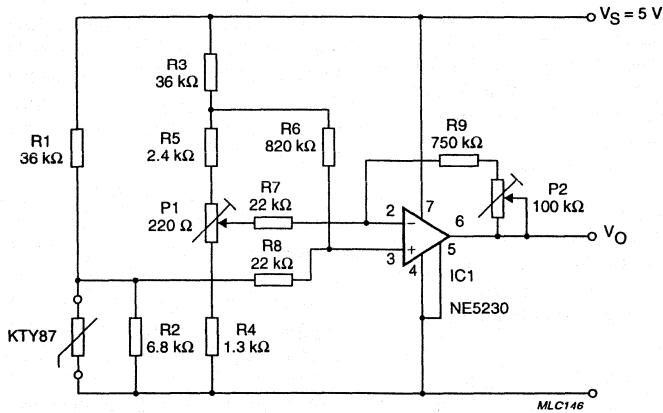 V_S = 5 V
R3
36 kΩ
R1
36 kΩ
R5
2.4 kΩ
R6
820 kΩ
R9
750 kΩ
P1
220 Ω
R7
22 kΩ
P2
100 kΩ
2
7
6
−
+
3
4
5
V_O
R8
22 kΩ
IC1
NE5230
KTY87
R2
6.8 kΩ
R4
1.3 kΩ
MLC146